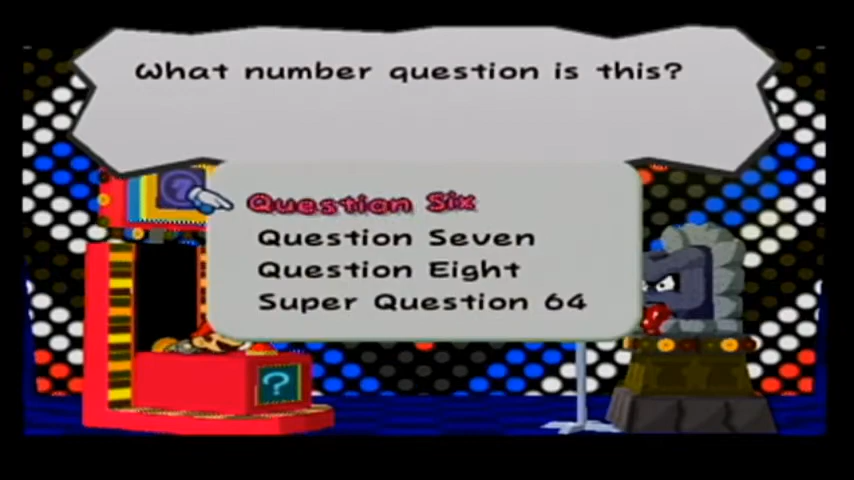 What number question is this?
Question Six
Question Seven
Question Eight
Super Question 64
?